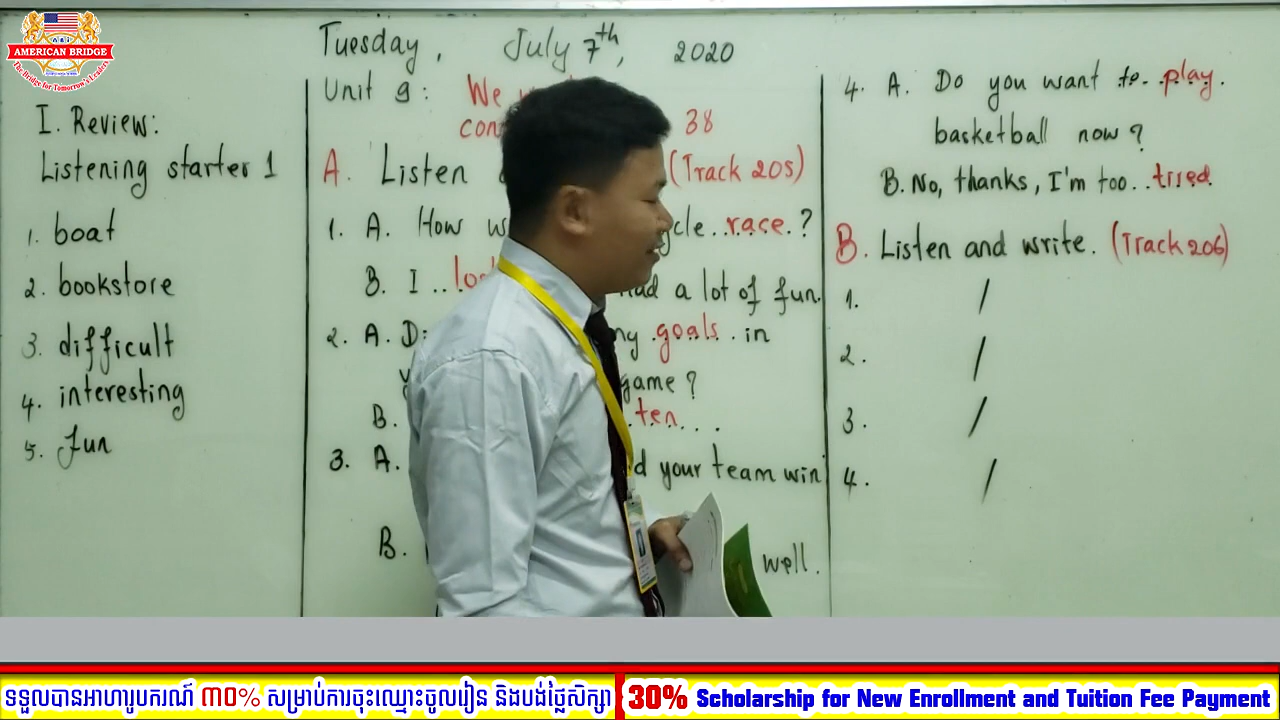 AMERICAN BRIDGE
The Bridge for Tomorrow's Leaders
Tuesday, July 7th, 2020
I. Review:
Listening starter 1
1. boat
2. bookstore
3. difficult
4. interesting
5. fun
Unit 9: We
38
A. Listen (Track 205)
1. A. How race.?
B. I .. had a lot of fun.
2. A. goals. in
game?
B. ten...
3. A. your team win
B. well.
4. A. Do you want to. play.
basketball now?
B. No, thanks, I'm too.. tired.
B. Listen and write. (Track 206)
1. /
2. /
3. /
4. /
ទទួលបានអាហារូបករណ៍ ៣០% សម្រាប់ការចុះឈ្មោះចូលរៀន និងបង់ថ្លៃសិក្សា
30% Scholarship for New Enrollment and Tuition Fee Payment